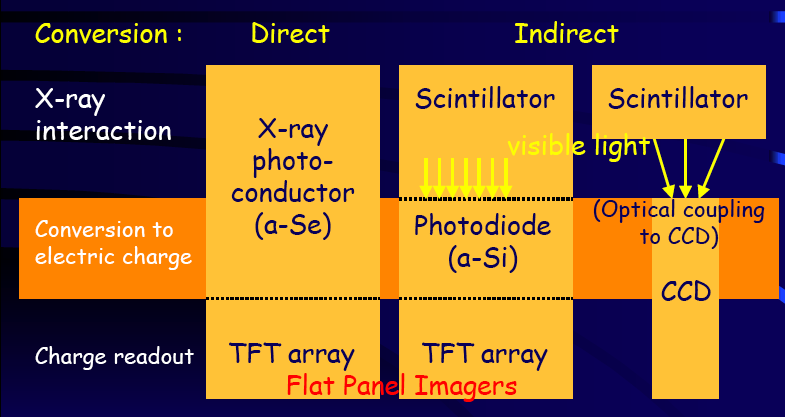 Conversion : Direct Indirect
X-ray
interaction
X-ray
photo-
conductor
(a-Se)
Scintillator
Scintillator
visible light
Conversion to
electric charge
Photodiode
(a-Si)
(Optical coupling
to CCD)
CCD
Charge readout
TFT array
TFT array
Flat Panel Imagers